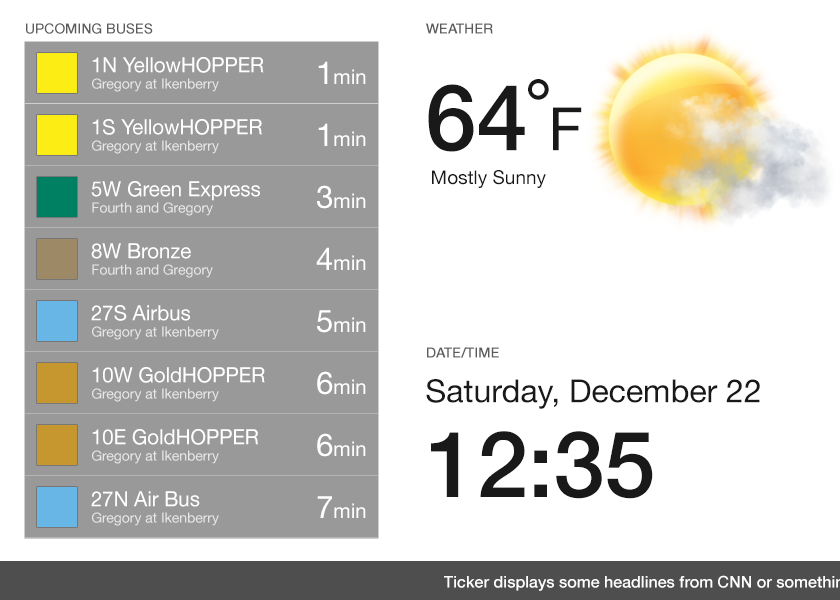 UPCOMING BUSES
1N YellowHOPPER
Gregory at Ikenberry
1min
1S YellowHOPPER
Gregory at Ikenberry
1min
5W Green Express
Fourth and Gregory
3min
8W Bronze
Fourth and Gregory
4min
27S Airbus
Gregory at Ikenberry
5min
10W GoldHOPPER
Gregory at Ikenberry
6min
10E GoldHOPPER
Gregory at Ikenberry
6min
27N Air Bus
Gregory at Ikenberry
7min
WEATHER
64°F
Mostly Sunny
DATE/TIME
Saturday, December 22
12:35
Ticker displays some headlines from CNN or somethin